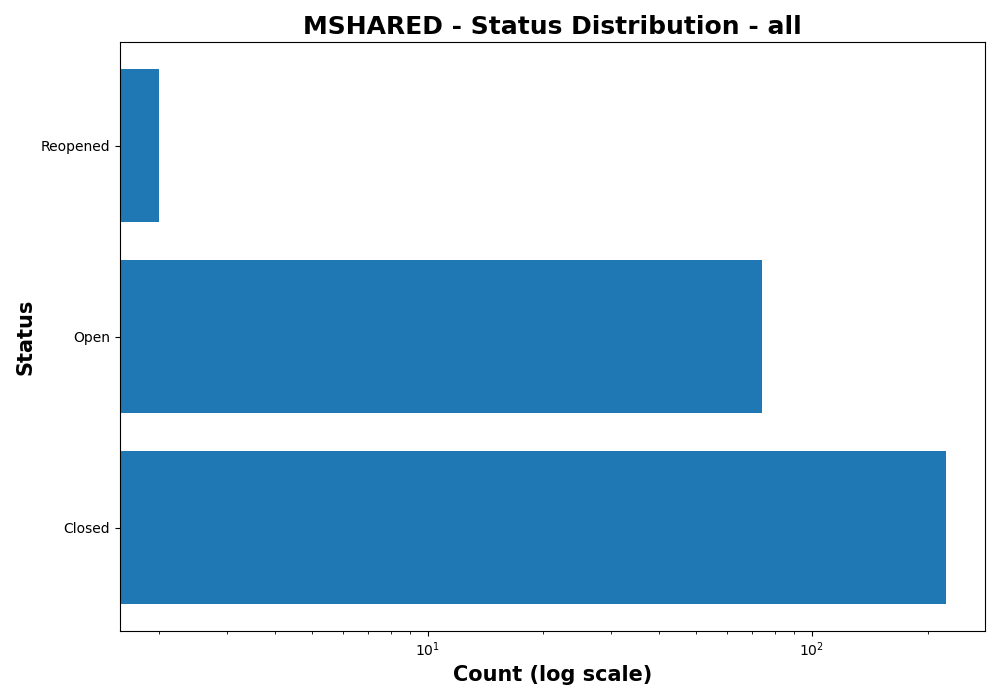 MSHARED - Status Distribution - all
Status
Reopened
Open
Closed
10¹
10²
Count (log scale)